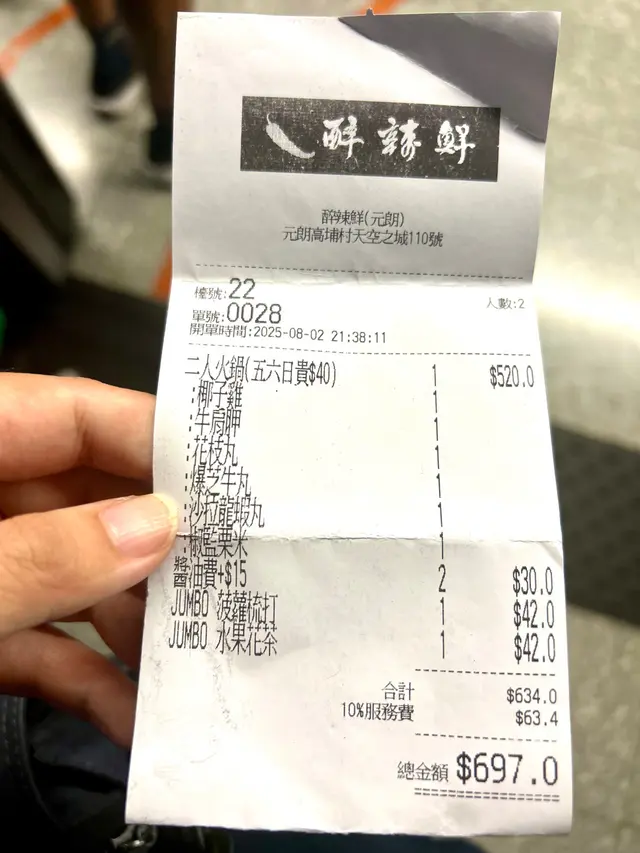 醉辣鮮
醉辣鮮(元朗)
元朗高埔村天空之城110號
檯號:22 人數:2
單號:0028
開單時間:2025-08-02 21:38:11
二人火鍋(五六日貴$40) 1 $520.0
:椰子雞 1
:牛扇胛 1
:花枝丸 1
:爆芝牛丸 1
:沙拉龍蝦丸 1
:椒鹽粟米 1
醬油費+$15 2 $30.0
JUMBO 菠蘿梳打 1 $42.0
JUMBO 水果花茶 1 $42.0
合計 $634.0
10%服務費 $63.4
總金額 $697.0